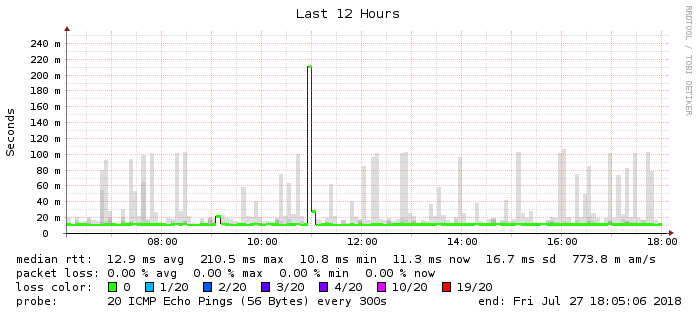 Last 12 Hours
RRDTOOL / TOBI OETIKER
Seconds
240 m
220 m
200 m
180 m
160 m
140 m
120 m
100 m
80 m
60 m
40 m
20 m
0
08:00 10:00 12:00 14:00 16:00 18:00
median rtt: 12.9 ms avg 210.5 ms max 10.8 ms min 11.3 ms now 16.7 ms sd 773.8 m am/s
packet loss: 0.00 % avg 0.00 % max 0.00 % min 0.00 % now
loss color: 0 1/20 2/20 3/20 4/20 10/20 19/20
probe: 20 ICMP Echo Pings (56 Bytes) every 300s end: Fri Jul 27 18:05:06 2018